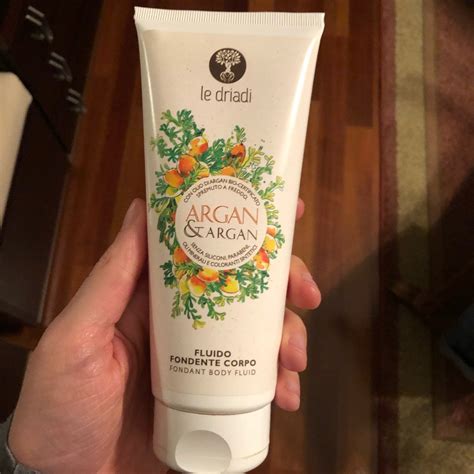 le driadi
CON OLIO DI ARGAN BIO-CERTIFICATO
SPREMUTO A FREDDO,
ARGAN
& ARGAN
SENZA SILICONI, PARABENI,
OLI MINERALI E COLORANTI SINTETICI
FLUIDO
FONDENTE CORPO
FONDANT BODY FLUID